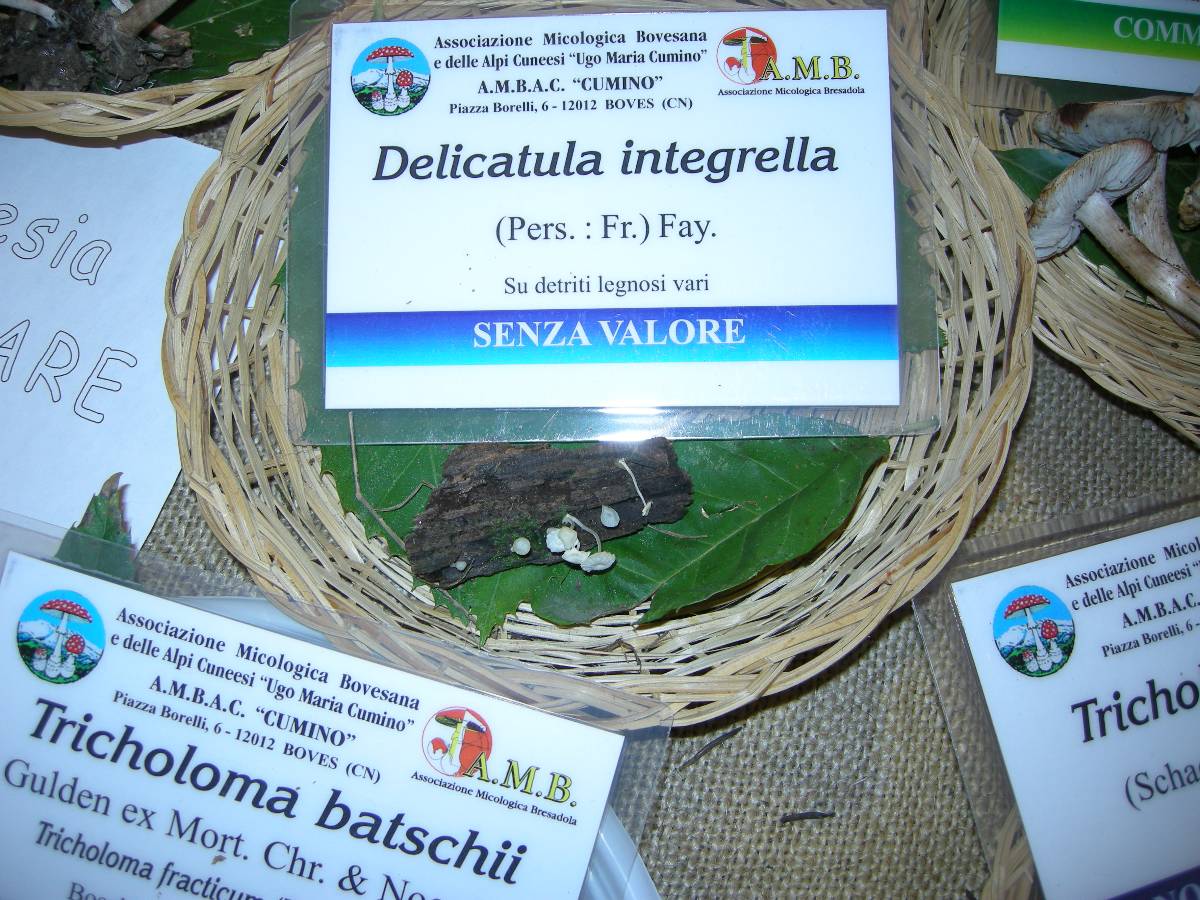 Associazione Micologica Bovesana
e delle Alpi Cuneesi "Ugo Maria Cumino"
A.M.B.A.C. "CUMINO"
Piazza Borelli, 6 - 12012 BOVES (CN)
A.M.B.
Associazione Micologica Bresadola
Delicatula integrella
(Pers. : Fr.) Fay.
Su detriti legnosi vari
SENZA VALORE
COMM
esia
ARE
Associazione Micologica Bovesana
e delle Alpi Cuneesi "Ugo Maria Cumino"
A.M.B.A.C. "CUMINO"
Piazza Borelli, 6 - 12012 BOVES (CN)
A.M.B.
Associazione Micologica Bresadola
Tricholoma batschii
Gulden ex Mort. Chr. & Noo
Tricholoma fracticum
Associazione Micol
e delle Alpi Cuneesi "U
A.M.B.A.
Piazza Borelli, 6 -
Tricho
(Scha